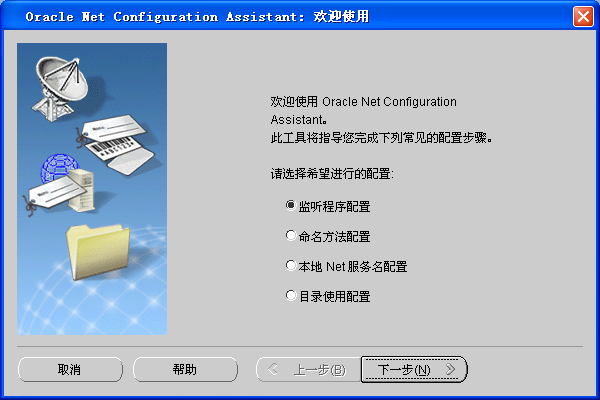 Oracle Net Configuration Assistant: 欢迎使用
欢迎使用 Oracle Net Configuration
Assistant。
此工具将指导您完成下列常见的配置步骤。
请选择希望进行的配置:
监听程序配置
命名方法配置
本地 Net 服务名配置
目录使用配置
取消
帮助
上一步(B)
下一步(N)